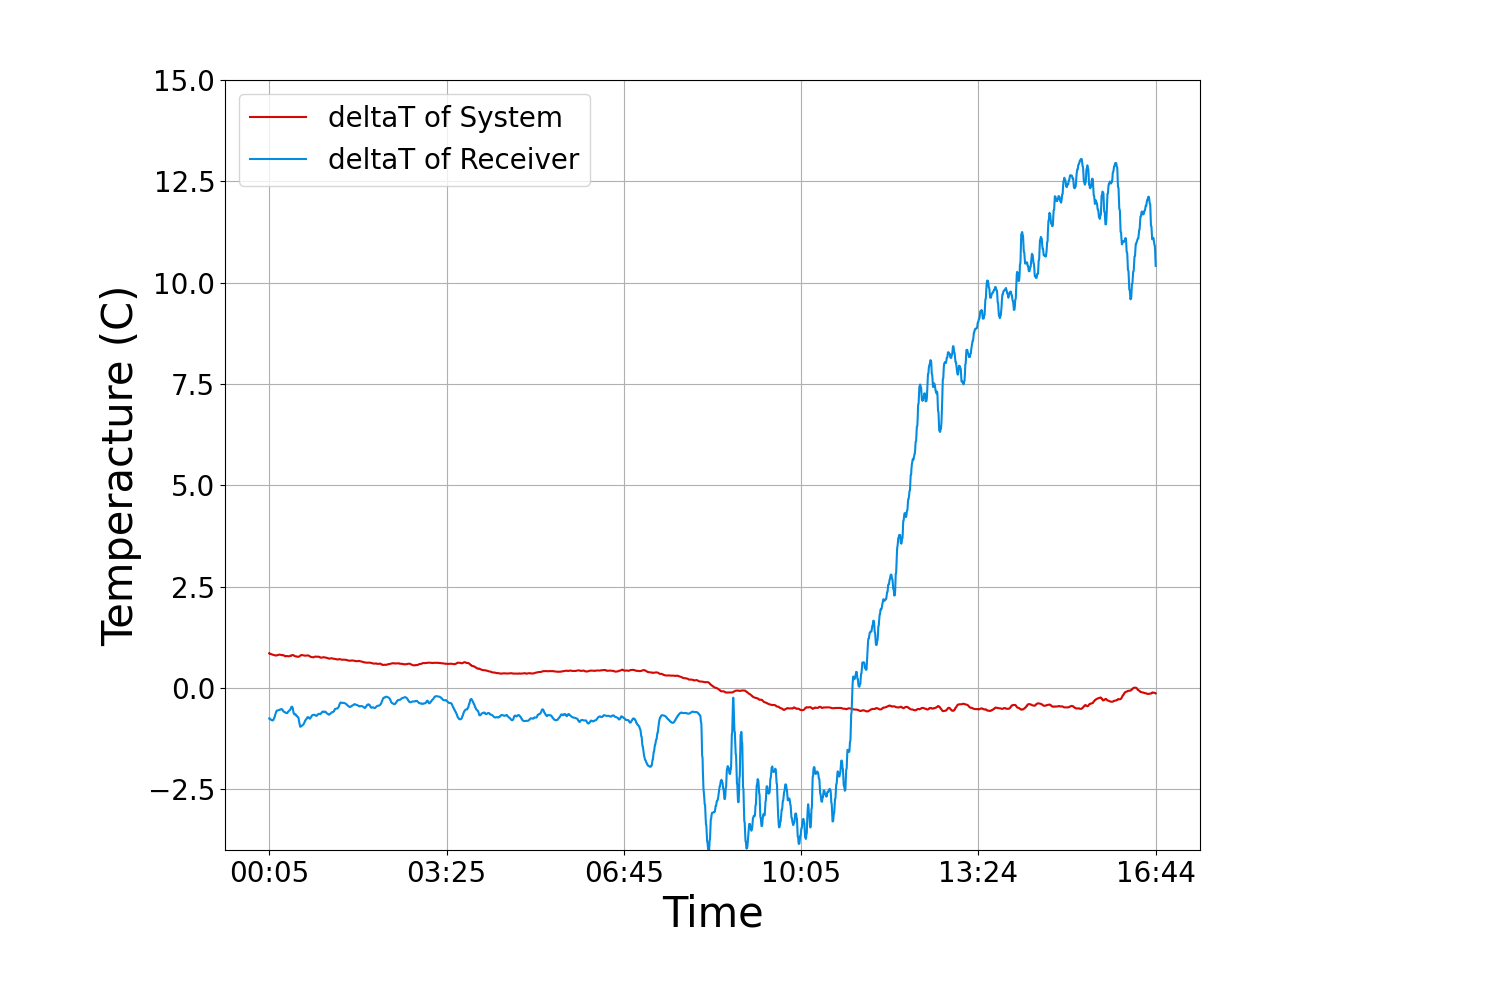 15.0
12.5
10.0
7.5
5.0
2.5
0.0
−2.5
Temperacture (C)
deltaT of System
deltaT of Receiver
00:05 03:25 06:45 10:05 13:24 16:44
Time